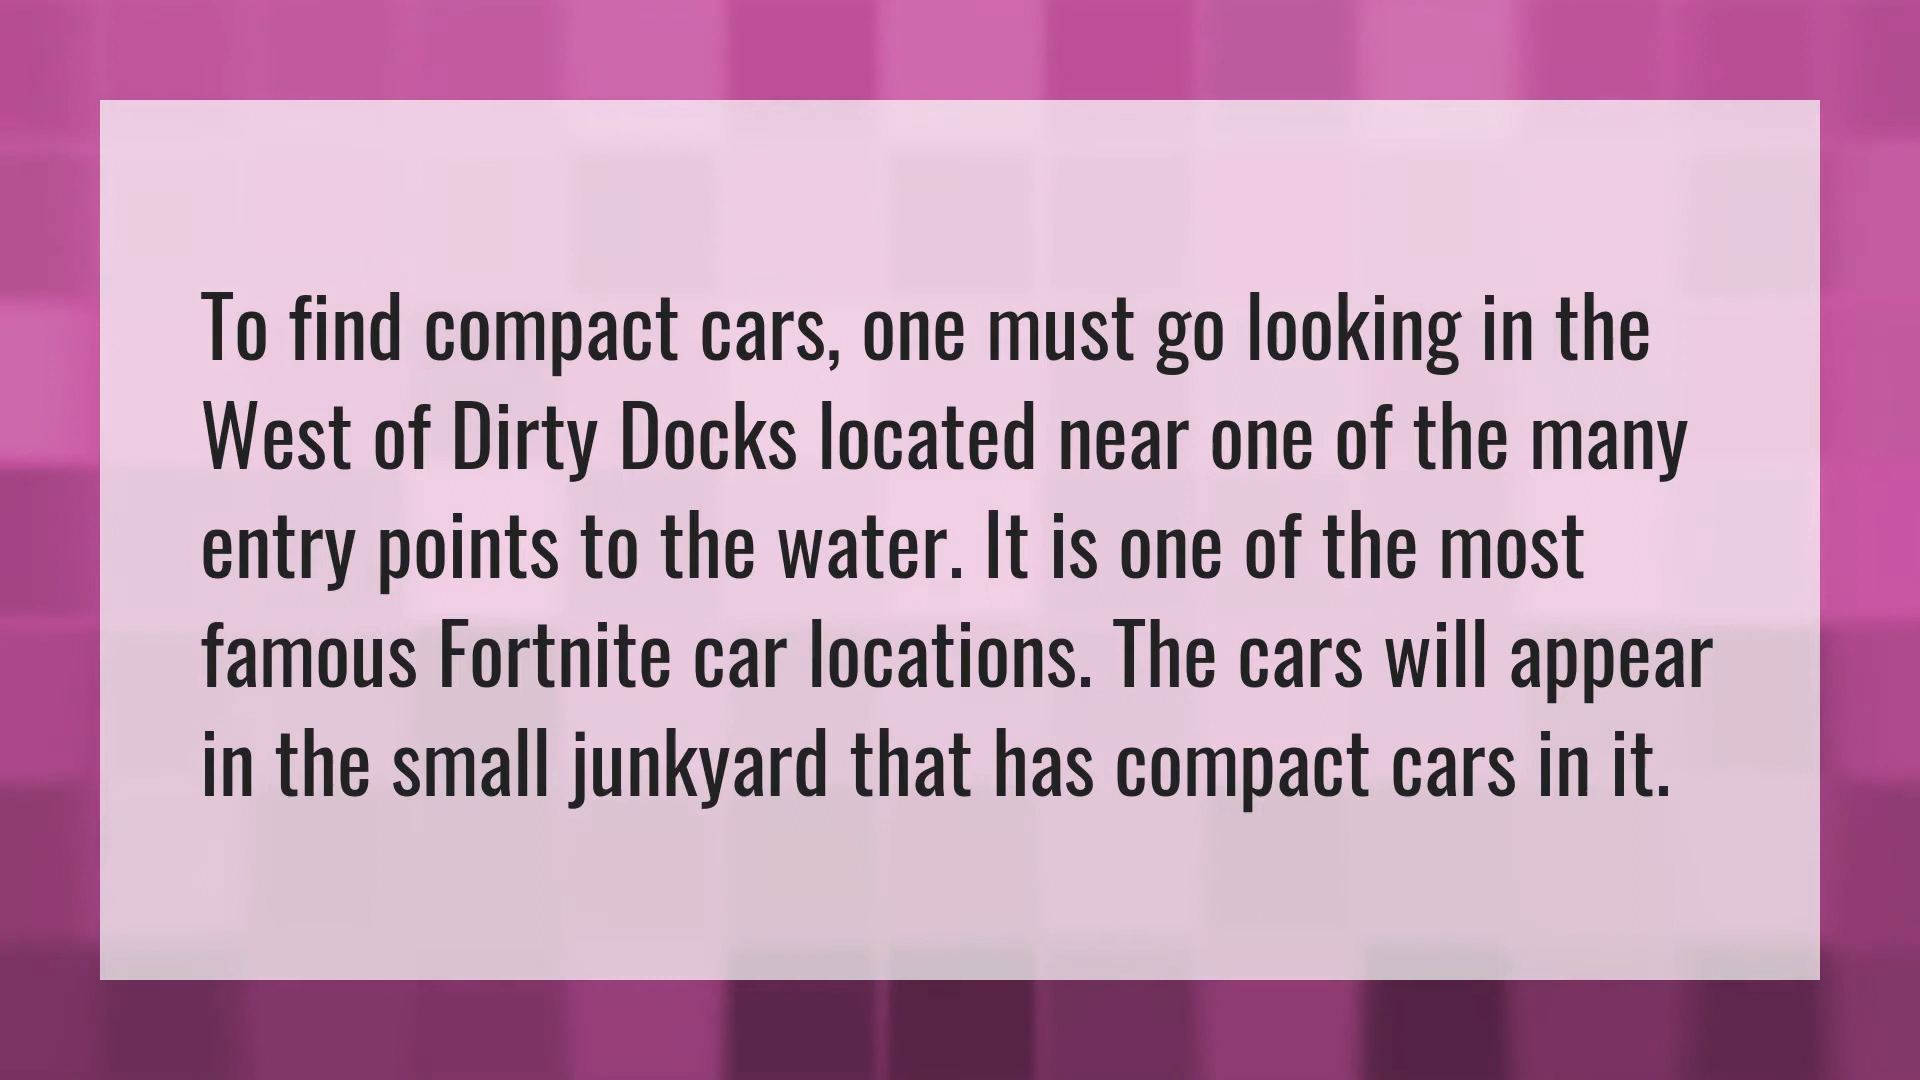 To find compact cars, one must go looking in the
West of Dirty Docks located near one of the many
entry points to the water. It is one of the most
famous Fortnite car locations. The cars will appear
in the small junkyard that has compact cars in it.